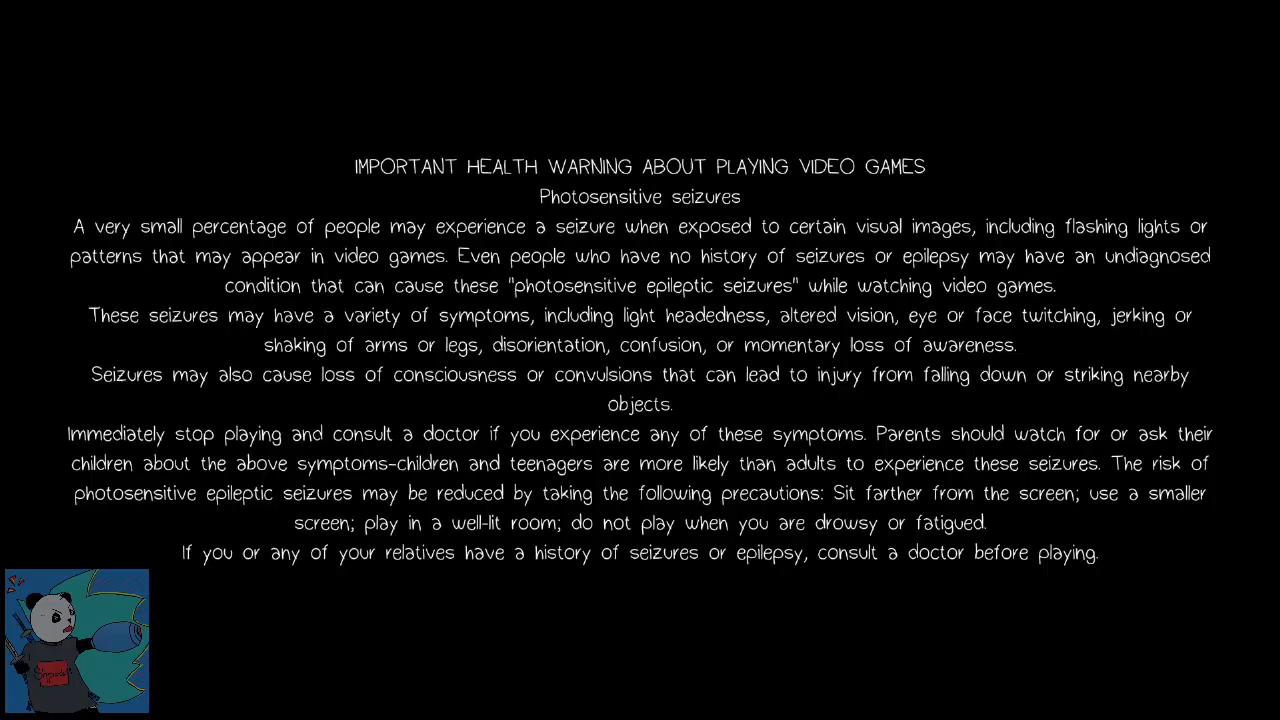 IMPORTANT HEALTH WARNING ABOUT PLAYING VIDEO GAMES
Photosensitive seizures
A very small percentage of people may experience a seizure when exposed to certain visual images, including flashing lights or
patterns that may appear in video games. Even people who have no history of seizures or epilepsy may have an undiagnosed
condition that can cause these "photosensitive epileptic seizures" while watching video games.
These seizures may have a variety of symptoms, including light headedness, altered vision, eye or face twitching, jerking or
shaking of arms or legs, disorientation, confusion, or momentary loss of awareness.
Seizures may also cause loss of consciousness or convulsions that can lead to injury from falling down or striking nearby
objects.
Immediately stop playing and consult a doctor if you experience any of these symptoms. Parents should watch for or ask their
children about the above symptoms-children and teenagers are more likely than adults to experience these seizures. The risk of
photosensitive epileptic seizures may be reduced by taking the following precautions: Sit farther from the screen; use a smaller
screen; play in a well-lit room; do not play when you are drowsy or fatigued.
If you or any of your relatives have a history of seizures or epilepsy, consult a doctor before playing.